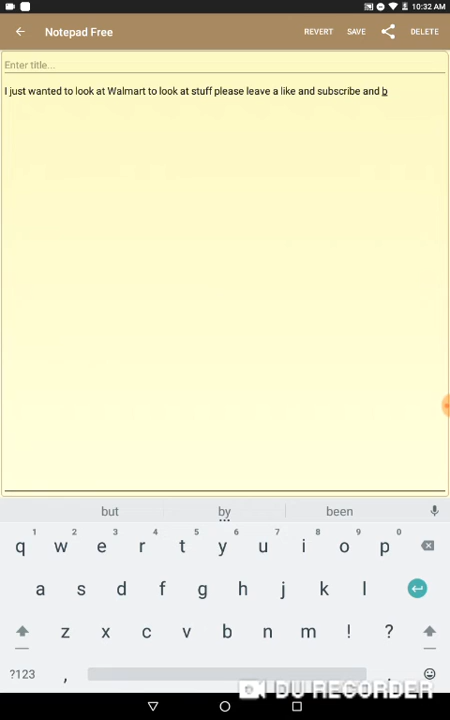 10:32 AM
Notepad Free
REVERT SAVE DELETE
Enter title...
I just wanted to look at Walmart to look at stuff please leave a like and subscribe and b
but by been
1 2 3 4 5 6 7 8 9 0
q w e r t y u i o p
a s d f g h j k l
z x c v b n m ! ?
?123 , .
DU RECORDER